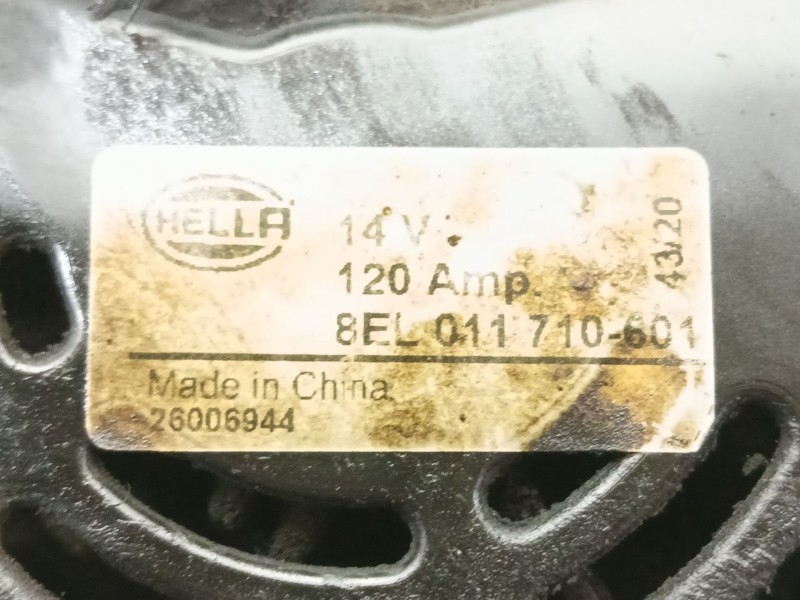 HELLA
14 V
120 Amp.
8EL 011 710-601
43/20
Made in China
26006944